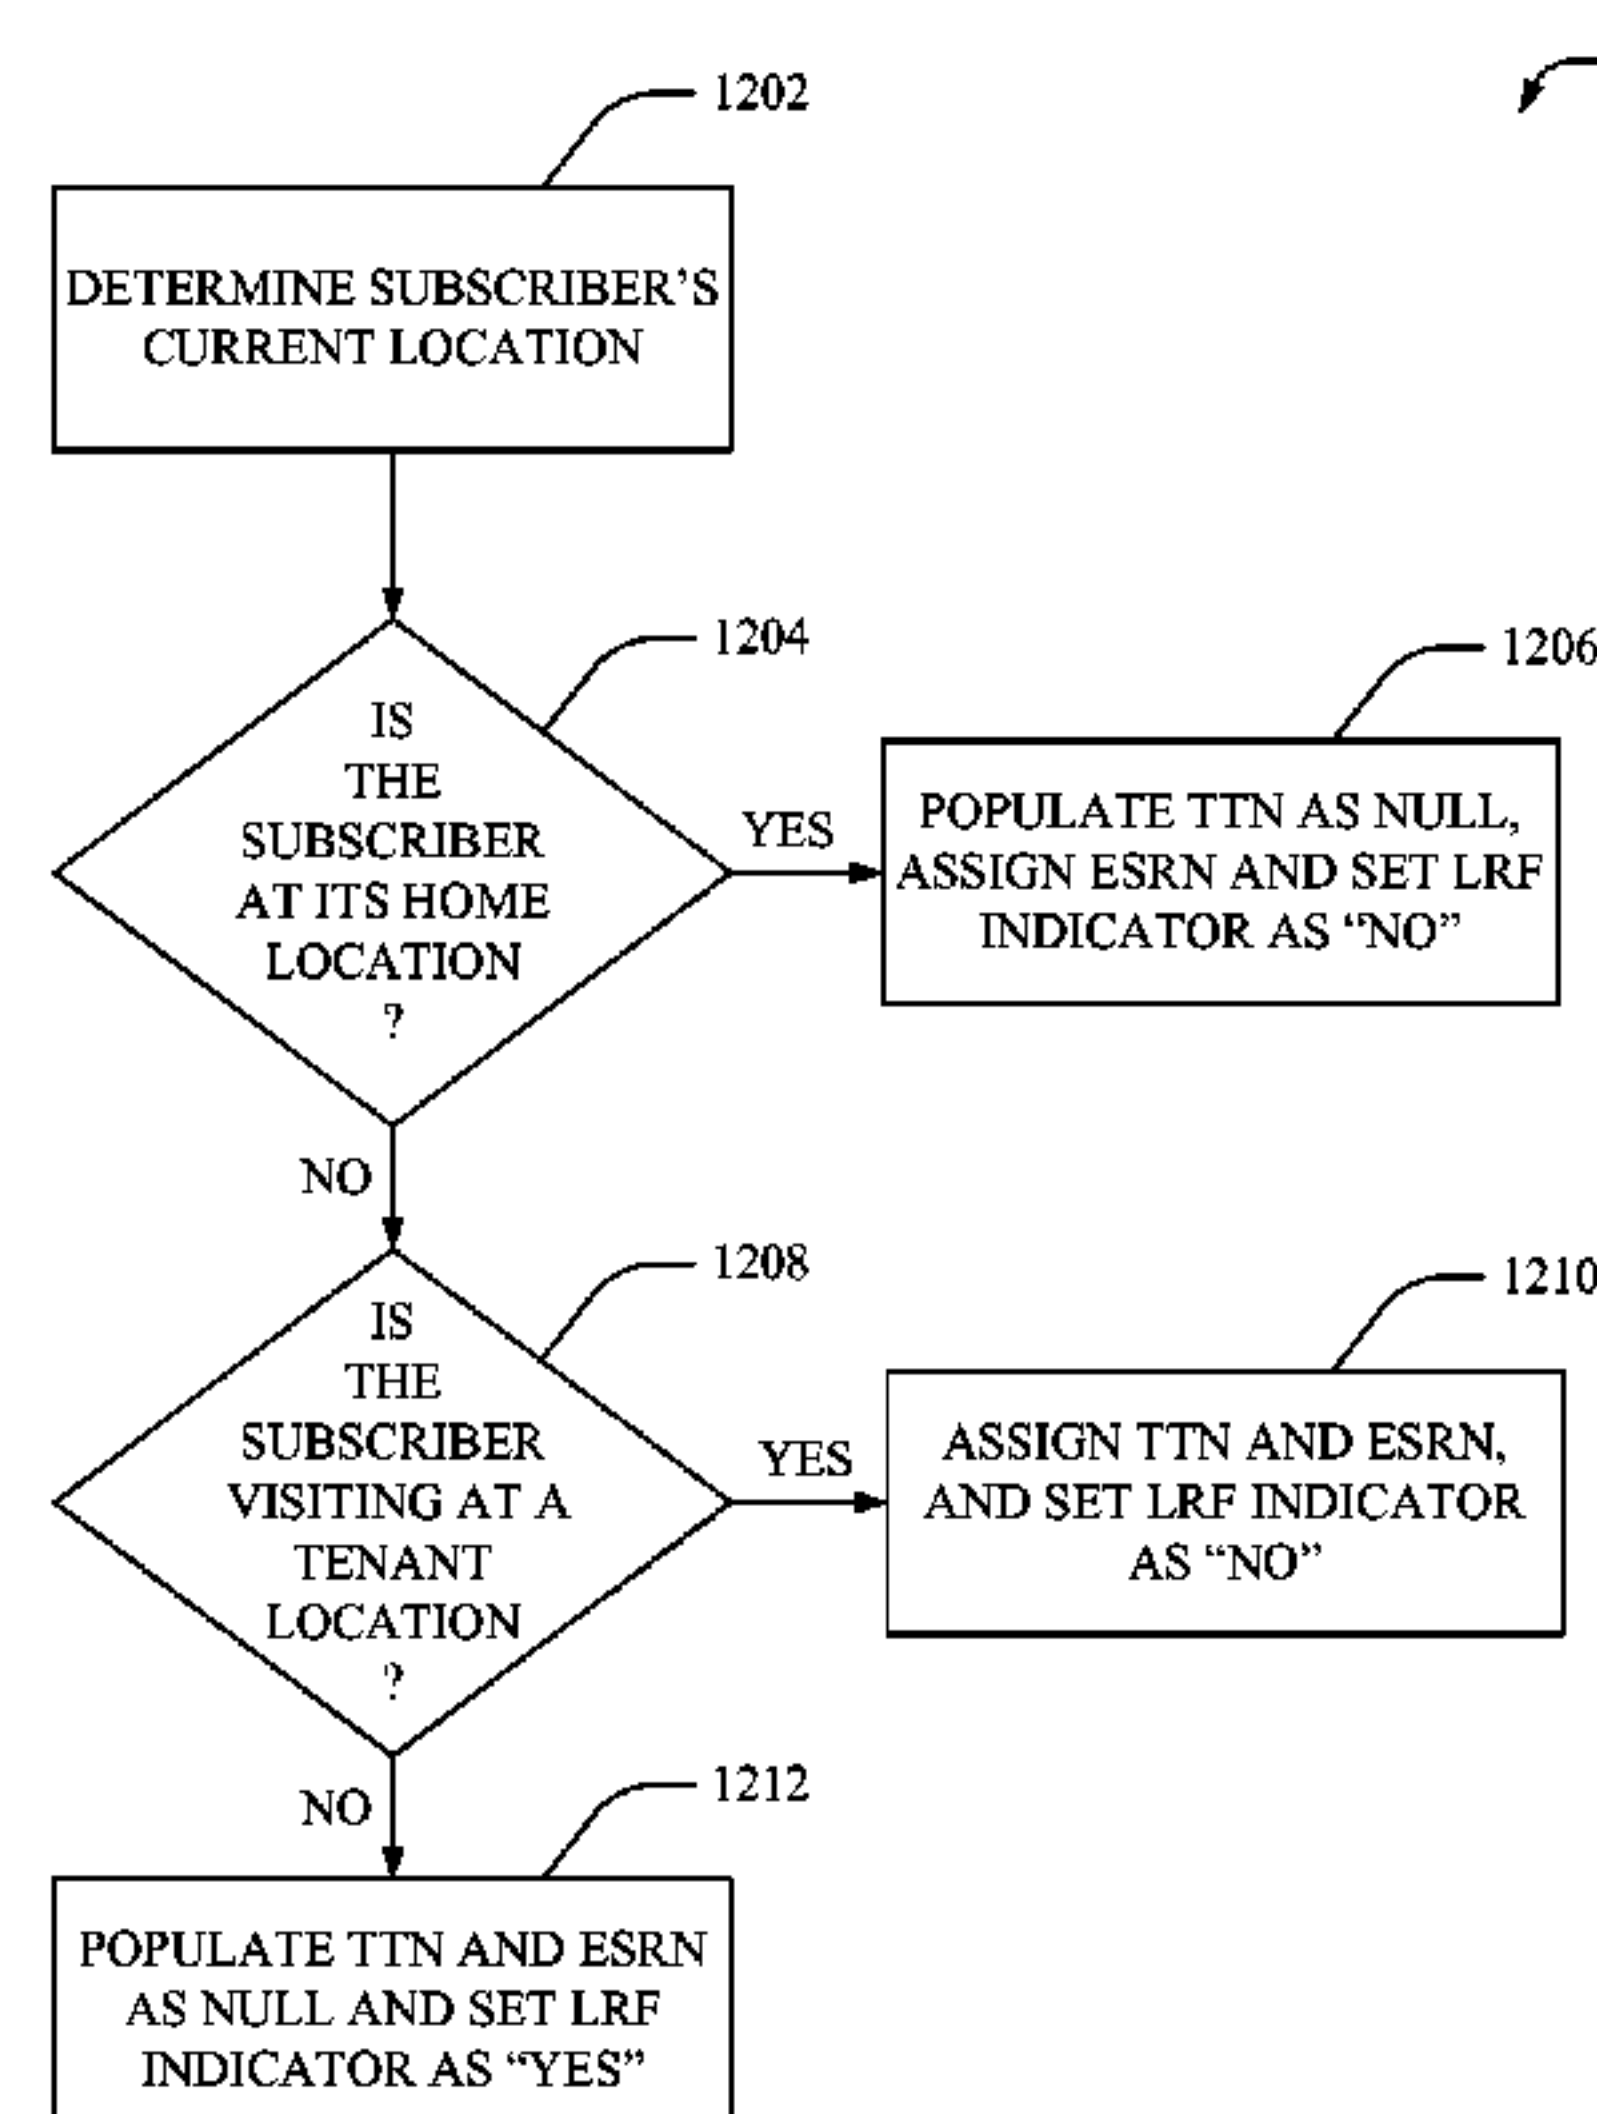 1202
DETERMINE SUBSCRIBER'S
CURRENT LOCATION
1204
IS
THE
SUBSCRIBER
AT ITS HOME
LOCATION
?
YES
1206
POPULATE TTN AS NULL,
ASSIGN ESRN AND SET LRF
INDICATOR AS “NO”
NO
1208
IS
THE
SUBSCRIBER
VISITING AT A
TENANT
LOCATION
?
YES
1210
ASSIGN TTN AND ESRN,
AND SET LRF INDICATOR
AS “NO”
NO
1212
POPULATE TTN AND ESRN
AS NULL AND SET LRF
INDICATOR AS “YES”